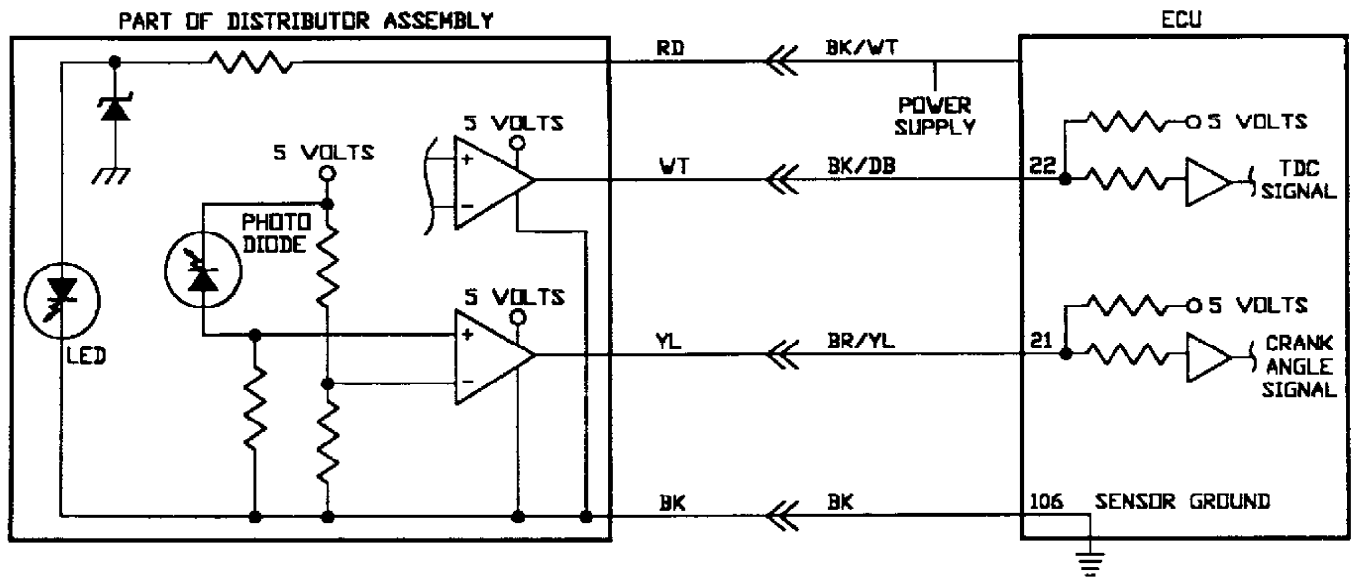 PART OF DISTRIBUTOR ASSEMBLY
ECU
RD
BK/WT
POWER
SUPPLY
5 VOLTS
5 VOLTS
5 VOLTS
+
-
WT
BK/DB
22
TDC
SIGNAL
PHOTO
DIODE
LED
5 VOLTS
5 VOLTS
+
-
YL
BR/YL
21
CRANK
ANGLE
SIGNAL
BK
BK
106
SENSOR GROUND